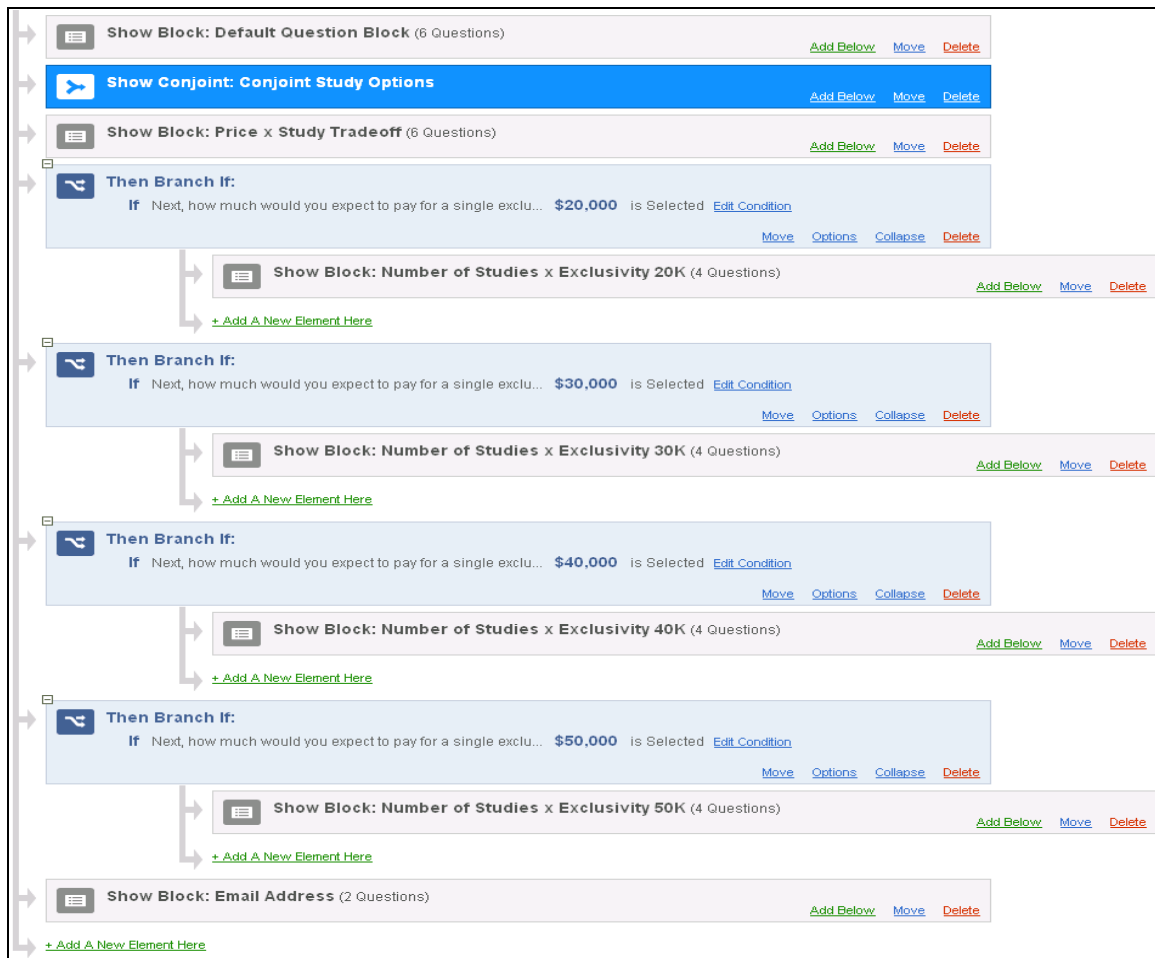 Show Block: Default Question Block (6 Questions)
Add Below Move Delete
Show Conjoint: Conjoint Study Options
Add Below Move Delete
Show Block: Price x Study Tradeoff (6 Questions)
Add Below Move Delete
Then Branch If:
If Next, how much would you expect to pay for a single exclu... $20,000 is Selected Edit Condition
Move Options Collapse Delete
Show Block: Number of Studies x Exclusivity 20K (4 Questions)
Add Below Move Delete
+ Add A New Element Here
Then Branch If:
If Next, how much would you expect to pay for a single exclu... $30,000 is Selected Edit Condition
Move Options Collapse Delete
Show Block: Number of Studies x Exclusivity 30K (4 Questions)
Add Below Move Delete
+ Add A New Element Here
Then Branch If:
If Next, how much would you expect to pay for a single exclu... $40,000 is Selected Edit Condition
Move Options Collapse Delete
Show Block: Number of Studies x Exclusivity 40K (4 Questions)
Add Below Move Delete
+ Add A New Element Here
Then Branch If:
If Next, how much would you expect to pay for a single exclu... $50,000 is Selected Edit Condition
Move Options Collapse Delete
Show Block: Number of Studies x Exclusivity 50K (4 Questions)
Add Below Move Delete
+ Add A New Element Here
Show Block: Email Address (2 Questions)
Add Below Move Delete
+ Add A New Element Here